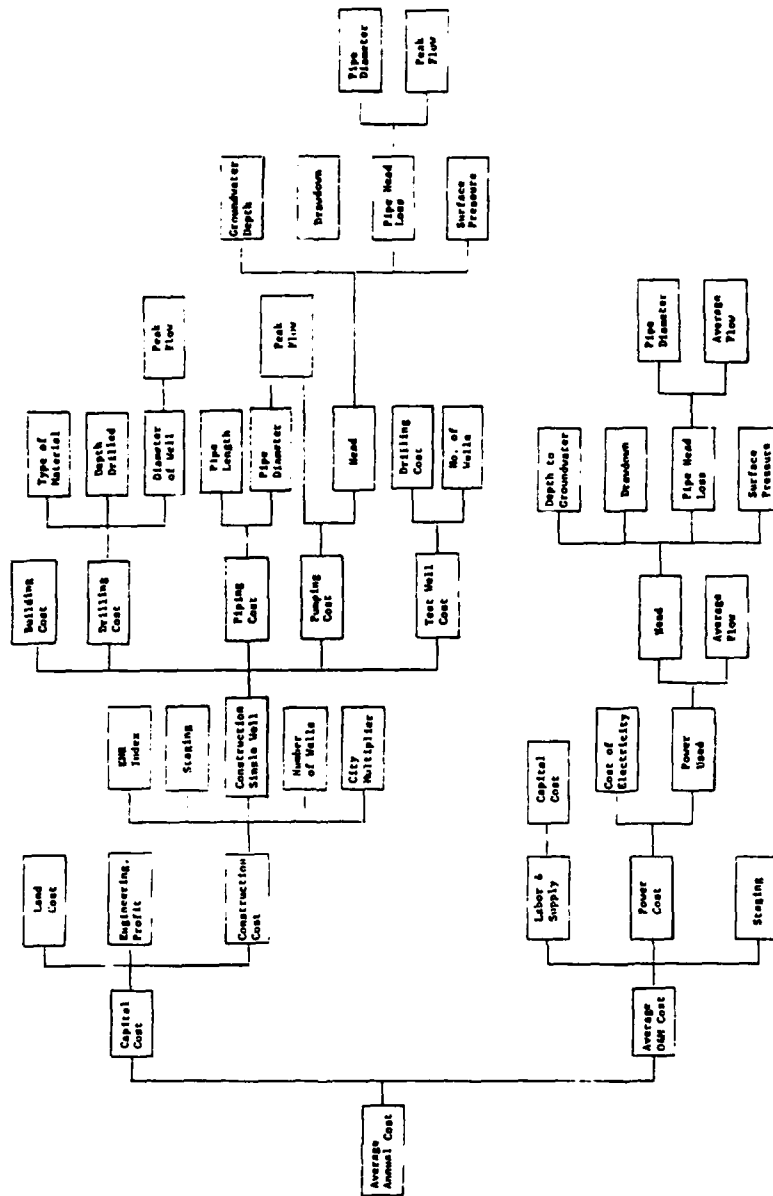 Average
Annual Cost
Capital
Cost
Average
O&M Cost
Land
Cost
Engineering,
Profit
Construction
Cost
Labor &
Supply
Power
Cost
Staging
ENR
Index
Staging
Construction
Single Well
Number
of Wells
City
Multiplier
Capital
Cost
Cost of
Electricity
Power
Used
Building
Cost
Drilling
Cost
Piping
Cost
Pumping
Cost
Test Well
Cost
Head
Average
Flow
Type of
Material
Depth
Drilled
Diameter
of Well
Pipe
Length
Pipe
Diameter
Head
Drilling
Cost
No. of
Wells
Depth to
Groundwater
Drawdown
Pipe Head
Loss
Surface
Pressure
Peak
Flow
Peak
Flow
Pipe
Diameter
Average
Flow
Groundwater
Depth
Drawdown
Pipe Head
Loss
Surface
Pressure
Pipe
Diameter
Peak
Flow